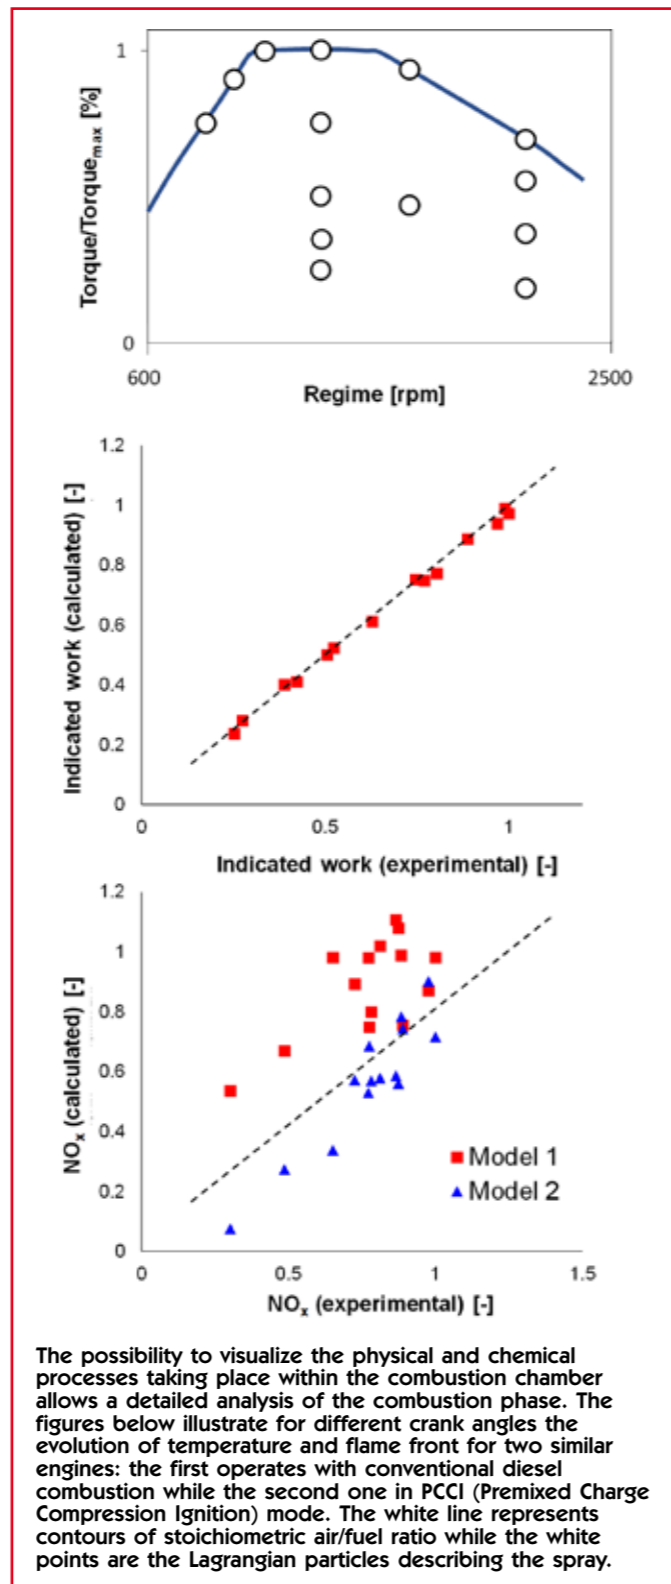 Torque/Torquemax [%]
1
0
600
2500
Regime [rpm]
Indicated work (calculated) [-]
1.2
1
0.8
0.6
0.4
0.2
0
0
0.5
1
Indicated work (experimental) [-]
NOx (calculated) [-]
1.2
1
0.8
0.6
0.4
0.2
0
Model 1
Model 2
0
0.5
1
1.5
NOx (experimental) [-]
The possibility to visualize the physical and chemical
processes taking place within the combustion chamber
allows a detailed analysis of the combustion phase. The
figures below illustrate for different crank angles the
evolution of temperature and flame front for two similar
engines: the first operates with conventional diesel
combustion while the second one in PCCI (Premixed Charge
Compression Ignition) mode. The white line represents
contours of stoichiometric air/fuel ratio while the white
points are the Lagrangian particles describing the spray.